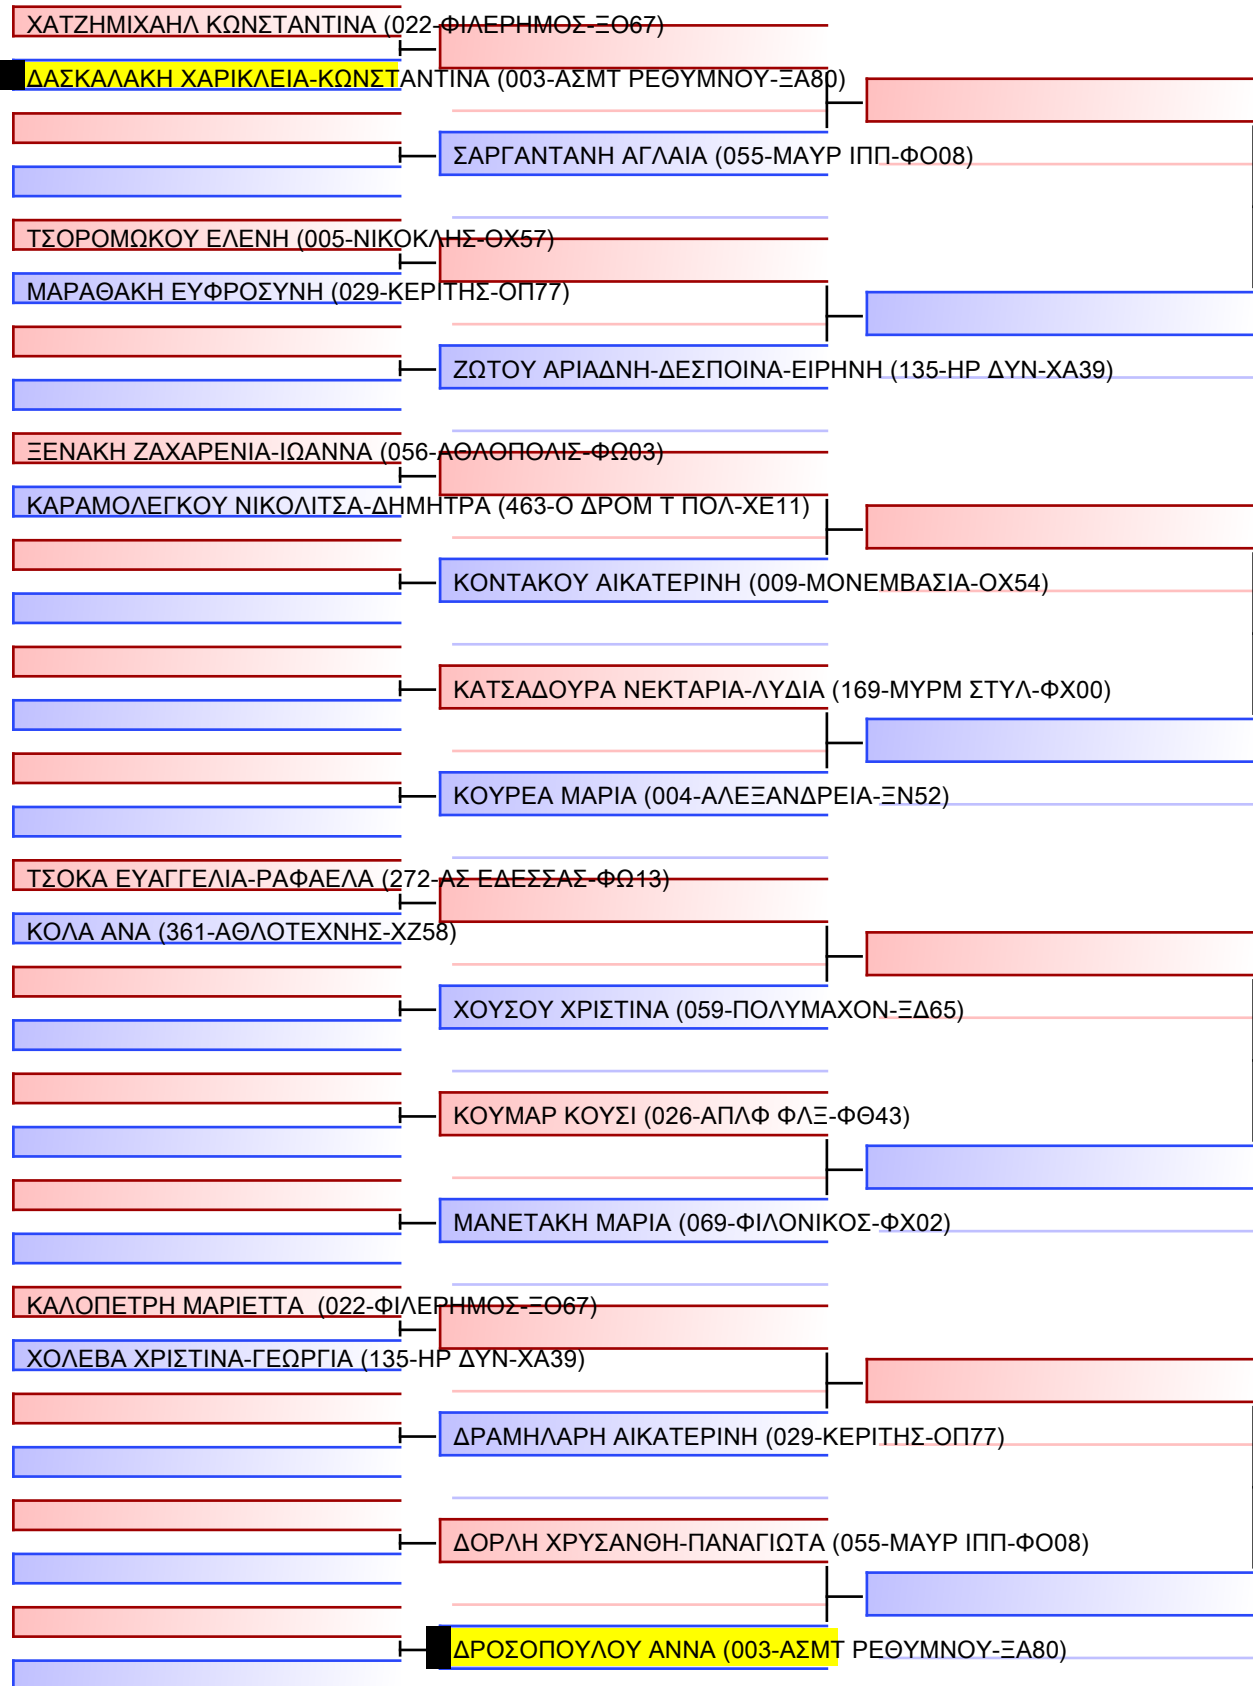 ΧΑΤΖΗΜΙΧΑΗΛ ΚΩΝΣΤΑΝΤΙΝΑ (022-ΦΙΛΕΡΗΜΟΣ-ΞΟ67)
ΔΑΣΚΑΛΑΚΗ ΧΑΡΙΚΛΕΙΑ-ΚΩΝΣΤΑΝΤΙΝΑ (003-ΑΣΜΤ ΡΕΘΥΜΝΟΥ-ΞΑ80)
ΣΑΡΓΑΝΤΑΝΗ ΑΓΛΑΙΑ (055-ΜΑΥΡ ΙΠΠ-ΦΟ08)
ΤΣΟΡΟΜΩΚΟΥ ΕΛΕΝΗ (005-ΝΙΚΟΚΛΗΣ-ΟΧ57)
ΜΑΡΑΘΑΚΗ ΕΥΦΡΟΣΥΝΗ (029-ΚΕΡΙΤΗΣ-ΟΠ77)
ΖΩΤΟΥ ΑΡΙΑΔΝΗ-ΔΕΣΠΟΙΝΑ-ΕΙΡΗΝΗ (135-ΗΡ ΔΥΝ-ΧΑ39)
ΞΕΝΑΚΗ ΖΑΧΑΡΕΝΙΑ-ΙΩΑΝΝΑ (056-ΑΘΛΟΠΟΛΙΣ-ΦΩ03)
ΚΑΡΑΜΟΛΕΓΚΟΥ ΝΙΚΟΛΙΤΣΑ-ΔΗΜΗΤΡΑ (463-Ο ΔΡΟΜ Τ ΠΟΛ-ΧΕ11)
ΚΟΝΤΑΚΟΥ ΑΙΚΑΤΕΡΙΝΗ (009-ΜΟΝΕΜΒΑΣΙΑ-ΟΧ54)
ΚΑΤΣΑΔΟΥΡΑ ΝΕΚΤΑΡΙΑ-ΛΥΔΙΑ (169-ΜΥΡΜ ΣΤΥΛ-ΦΧ00)
ΚΟΥΡΕΑ ΜΑΡΙΑ (004-ΑΛΕΞΑΝΔΡΕΙΑ-ΞΝ52)
ΤΣΟΚΑ ΕΥΑΓΓΕΛΙΑ-ΡΑΦΑΕΛΑ (272-ΑΣ ΕΔΕΣΣΑΣ-ΦΩ13)
ΚΟΛΑ ΑΝΑ (361-ΑΘΛΟΤΕΧΝΗΣ-ΧΖ58)
ΧΟΥΣΟΥ ΧΡΙΣΤΙΝΑ (059-ΠΟΛΥΜΑΧΟΝ-ΞΔ65)
ΚΟΥΜΑΡ ΚΟΥΣΙ (026-ΑΠΛΦ ΦΛΞ-ΦΘ43)
ΜΑΝΕΤΑΚΗ ΜΑΡΙΑ (069-ΦΙΛΟΝΙΚΟΣ-ΦΧ02)
ΚΑΛΟΠΕΤΡΗ ΜΑΡΙΕΤΤΑ (022-ΦΙΛΕΡΗΜΟΣ-ΞΟ67)
ΧΟΛΕΒΑ ΧΡΙΣΤΙΝΑ-ΓΕΩΡΓΙΑ (135-ΗΡ ΔΥΝ-ΧΑ39)
ΔΡΑΜΗΛΑΡΗ ΑΙΚΑΤΕΡΙΝΗ (029-ΚΕΡΙΤΗΣ-ΟΠ77)
ΔΟΡΛΗ ΧΡΥΣΑΝΘΗ-ΠΑΝΑΓΙΩΤΑ (055-ΜΑΥΡ ΙΠΠ-ΦΟ08)
ΔΡΟΣΟΠΟΥΛΟΥ ΑΝΝΑ (003-ΑΣΜΤ ΡΕΘΥΜΝΟΥ-ΞΑ80)